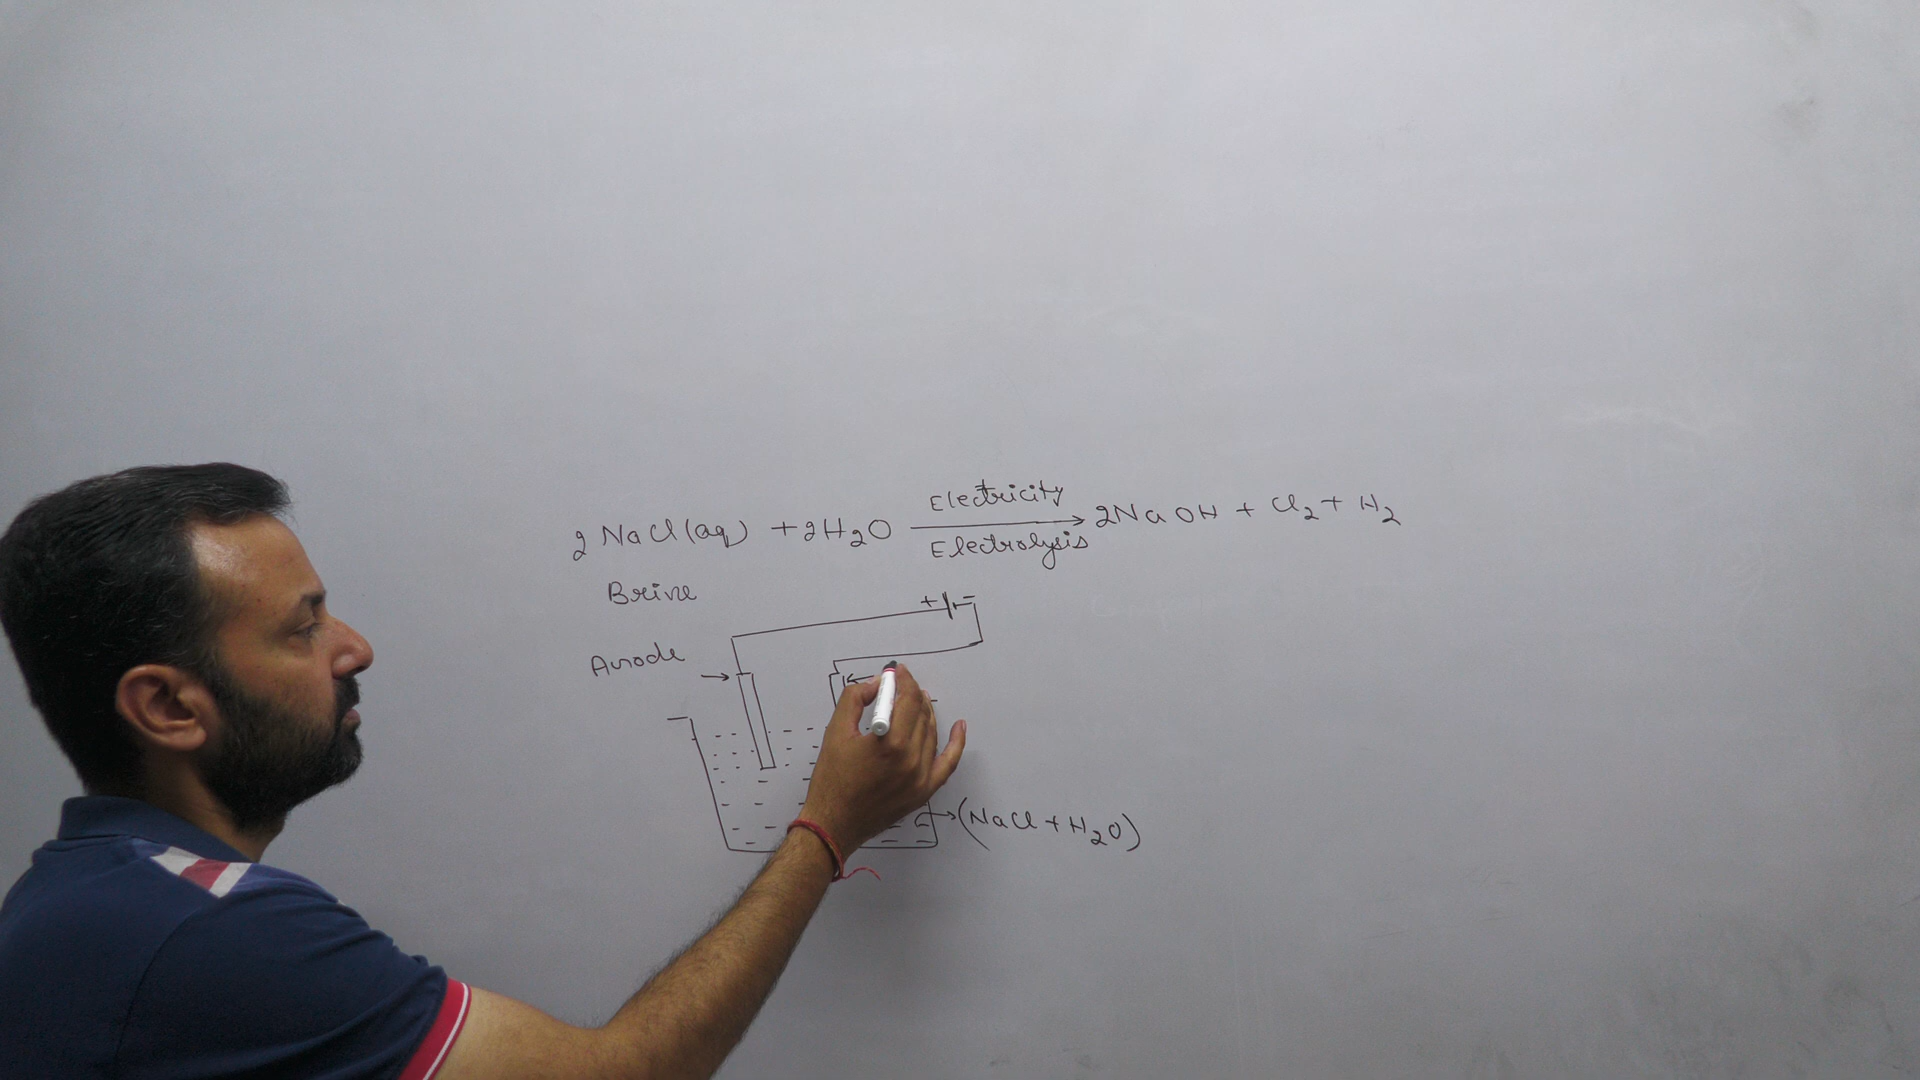 Electricity
2 NaCl(aq) + 2H2O → 2NaOH + Cl2 + H2
Electrolysis
Brine
+ -
Anode →
→ (NaCl + H2O)